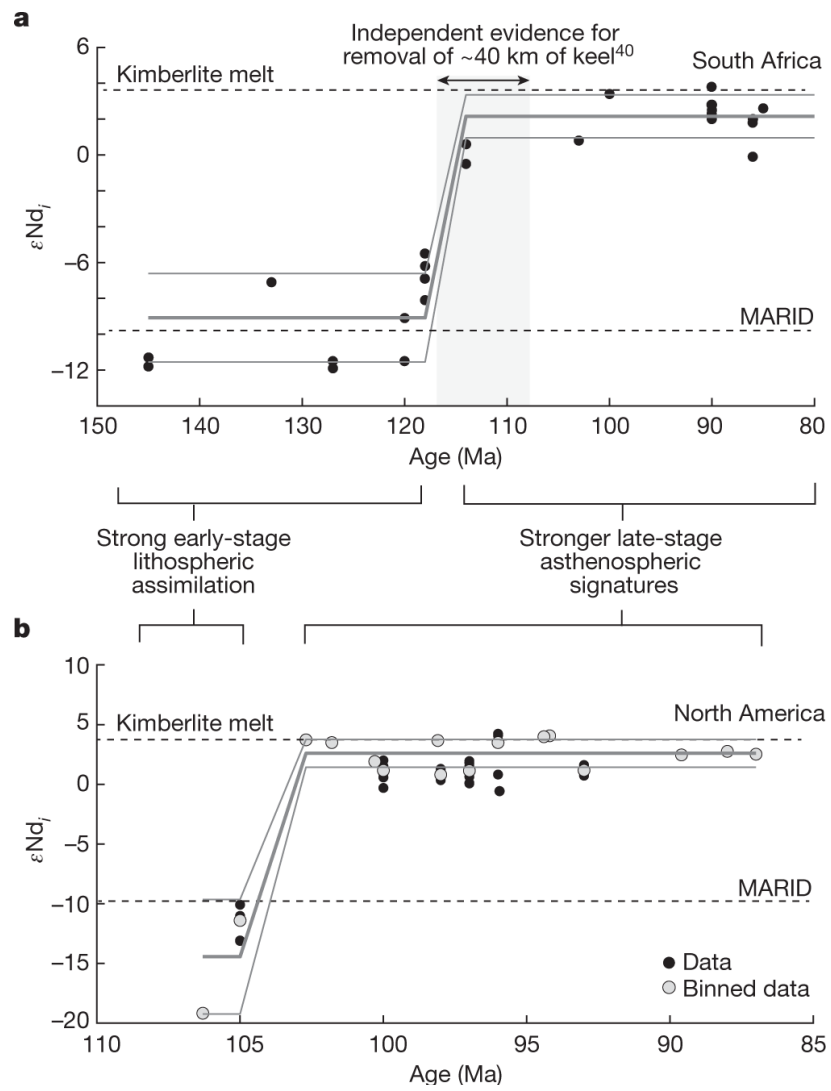 a
Independent evidence for
removal of ~40 km of keel40
South Africa
Kimberlite melt
MARID
6
0
−6
−12
εNdi
150 140 130 120 110 100 90 80
Age (Ma)
Strong early-stage
lithospheric
assimilation
Stronger late-stage
asthenospheric
signatures
b
North America
Kimberlite melt
MARID
10
5
0
−5
−10
−15
−20
εNdi
Data
Binned data
110 105 100 95 90 85
Age (Ma)